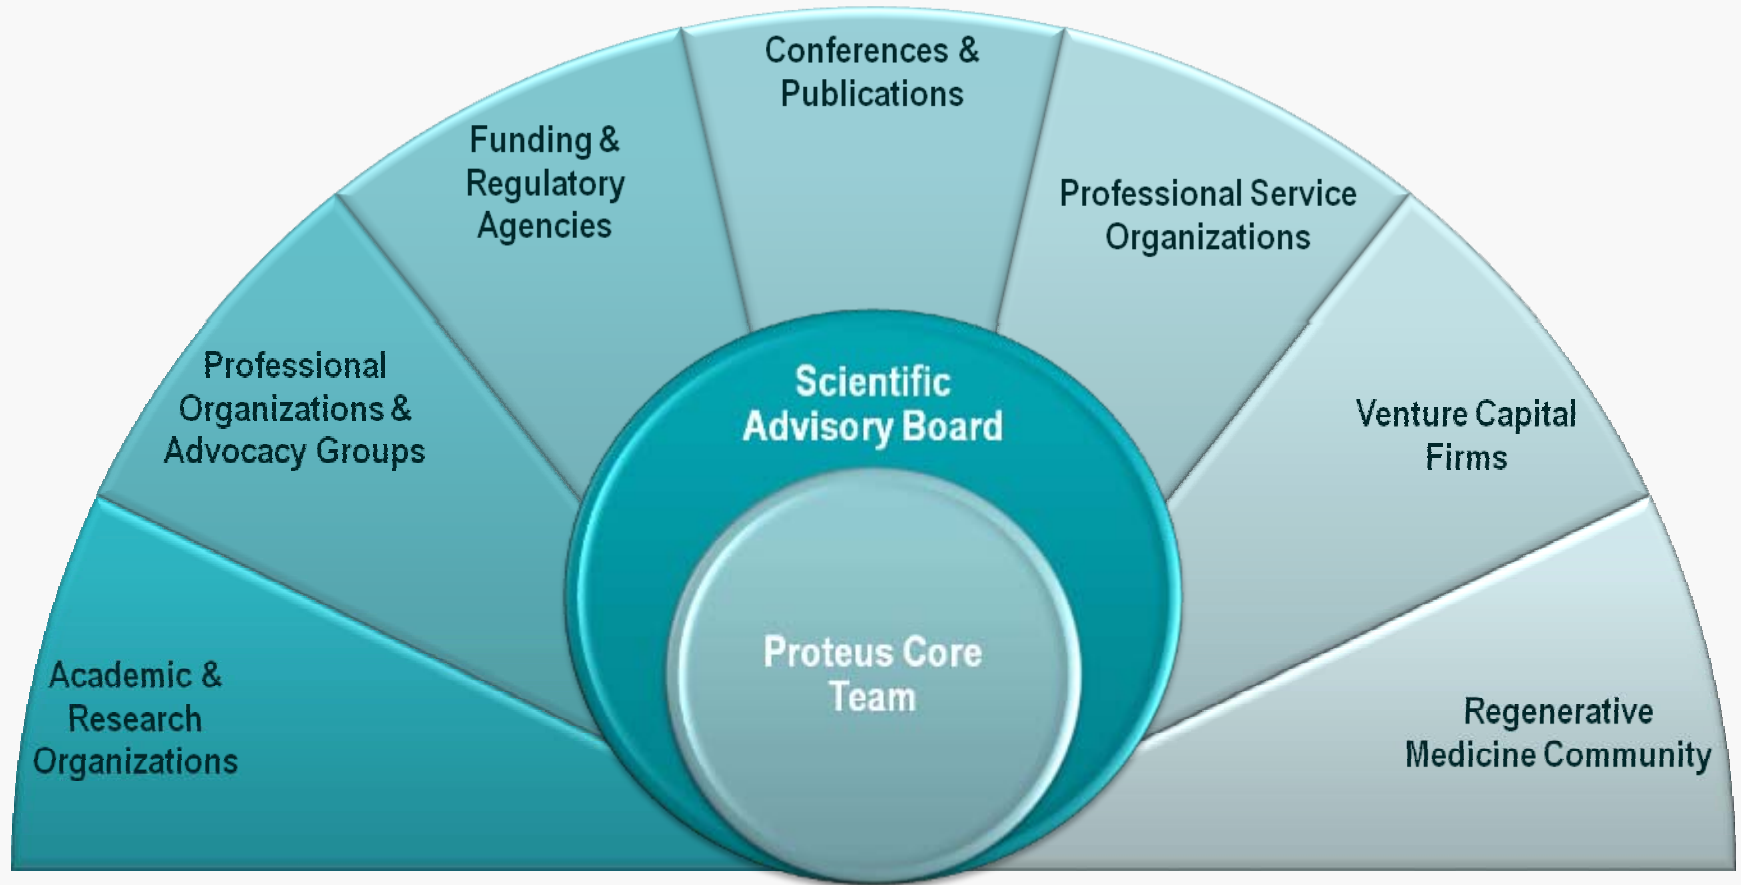 Conferences &
Publications
Funding &
Regulatory
Agencies
Professional Service
Organizations
Professional
Organizations &
Advocacy Groups
Scientific
Advisory Board
Venture Capital
Firms
Proteus Core
Team
Academic &
Research
Organizations
Regenerative
Medicine Community